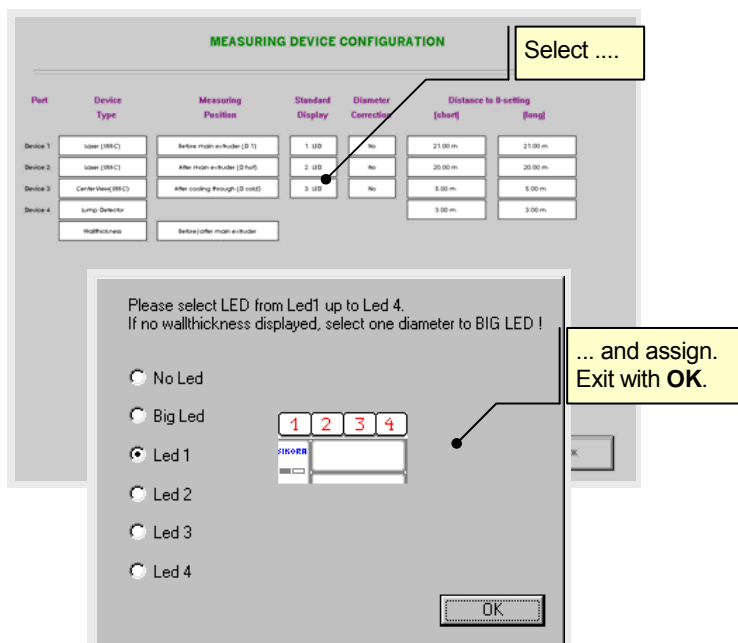 MEASURING DEVICE CONFIGURATION
Select ....
Port Device Type Measuring Position Standard Display Diameter Correction Distance to 0-setting [short] [long]
Device 1 Laser (999C) Before main extruder (D 1) 1. LED No 21.00 m 21.00 m
Device 2 Laser (999C) After main extruder (D hot) 2. LED No 20.00 m 20.00 m
Device 3 After cooling through (D cold) 3. LED No 5.00 m 5.00 m
Device 4 Lump Detector 3.00 m 3.00 m
Wallthickness Before/after main extruder
Please select LED from Led1 up to Led 4.
If no wallthickness displayed, select one diameter to BIG LED !
... and assign.
Exit with OK.
No Led
Big Led
1 2 3 4
Led 1
SIKORA
Led 2
Led 3
Led 4
OK